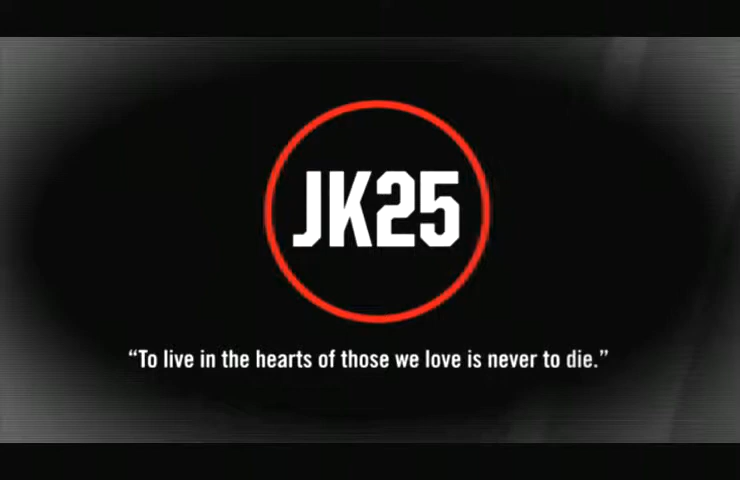 JK25
“To live in the hearts of those we love is never to die.”